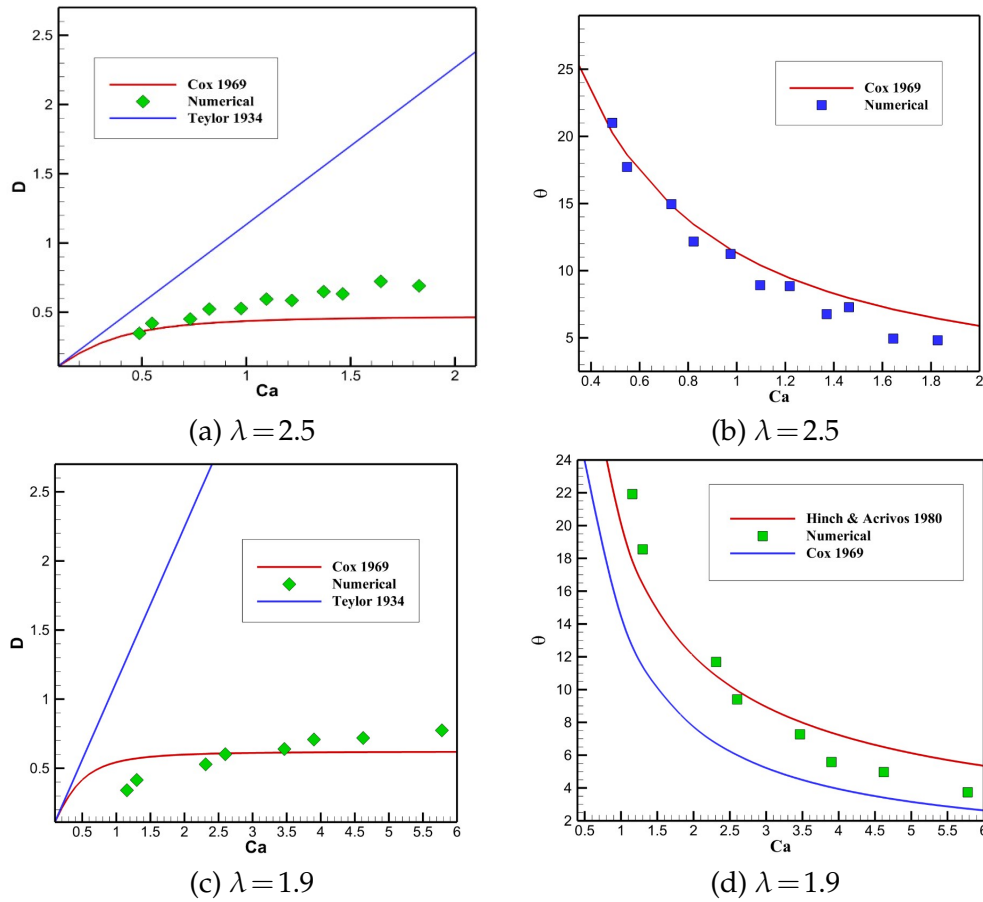 2.5
2
1.5
1
0.5
D
Cox 1969
Numerical
Teylor 1934
0.5
1
1.5
2
Ca
(a) λ=2.5
25
20
15
10
5
θ
Cox 1969
Numerical
0.4
0.6
0.8
1
1.2
1.4
1.6
1.8
2
Ca
(b) λ=2.5
2.5
2
1.5
1
0.5
D
Cox 1969
Numerical
Teylor 1934
0.5
1
1.5
2
2.5
3
3.5
4
4.5
5
5.5
6
Ca
(c) λ=1.9
24
22
20
18
16
14
12
10
8
6
4
2
θ
Hinch & Acrivos 1980
Numerical
Cox 1969
0.5
1
1.5
2
2.5
3
3.5
4
4.5
5
5.5
6
Ca
(d) λ=1.9